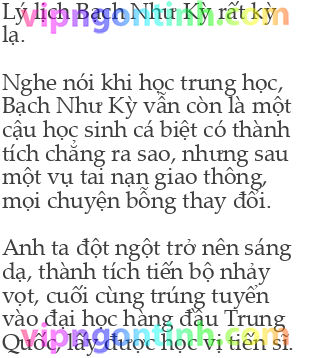 Lý lịch Bạch Như Kỳ rất kỳ
lạ.
Nghe nói khi học trung học,
Bạch Như Kỳ vẫn còn là một
cậu học sinh cá biệt có thành
tích chẳng ra sao, nhưng sau
một vụ tai nạn giao thông,
mọi chuyện bỗng thay đổi.
Anh ta đột ngột trở nên sáng
dạ, thành tích tiến bộ nhảy
vọt, cuối cùng trúng tuyển
vào đại học hàng đầu Trung
Quốc, lấy được học vị tiến sĩ.
vipngontinh.com
vipngontinh.com